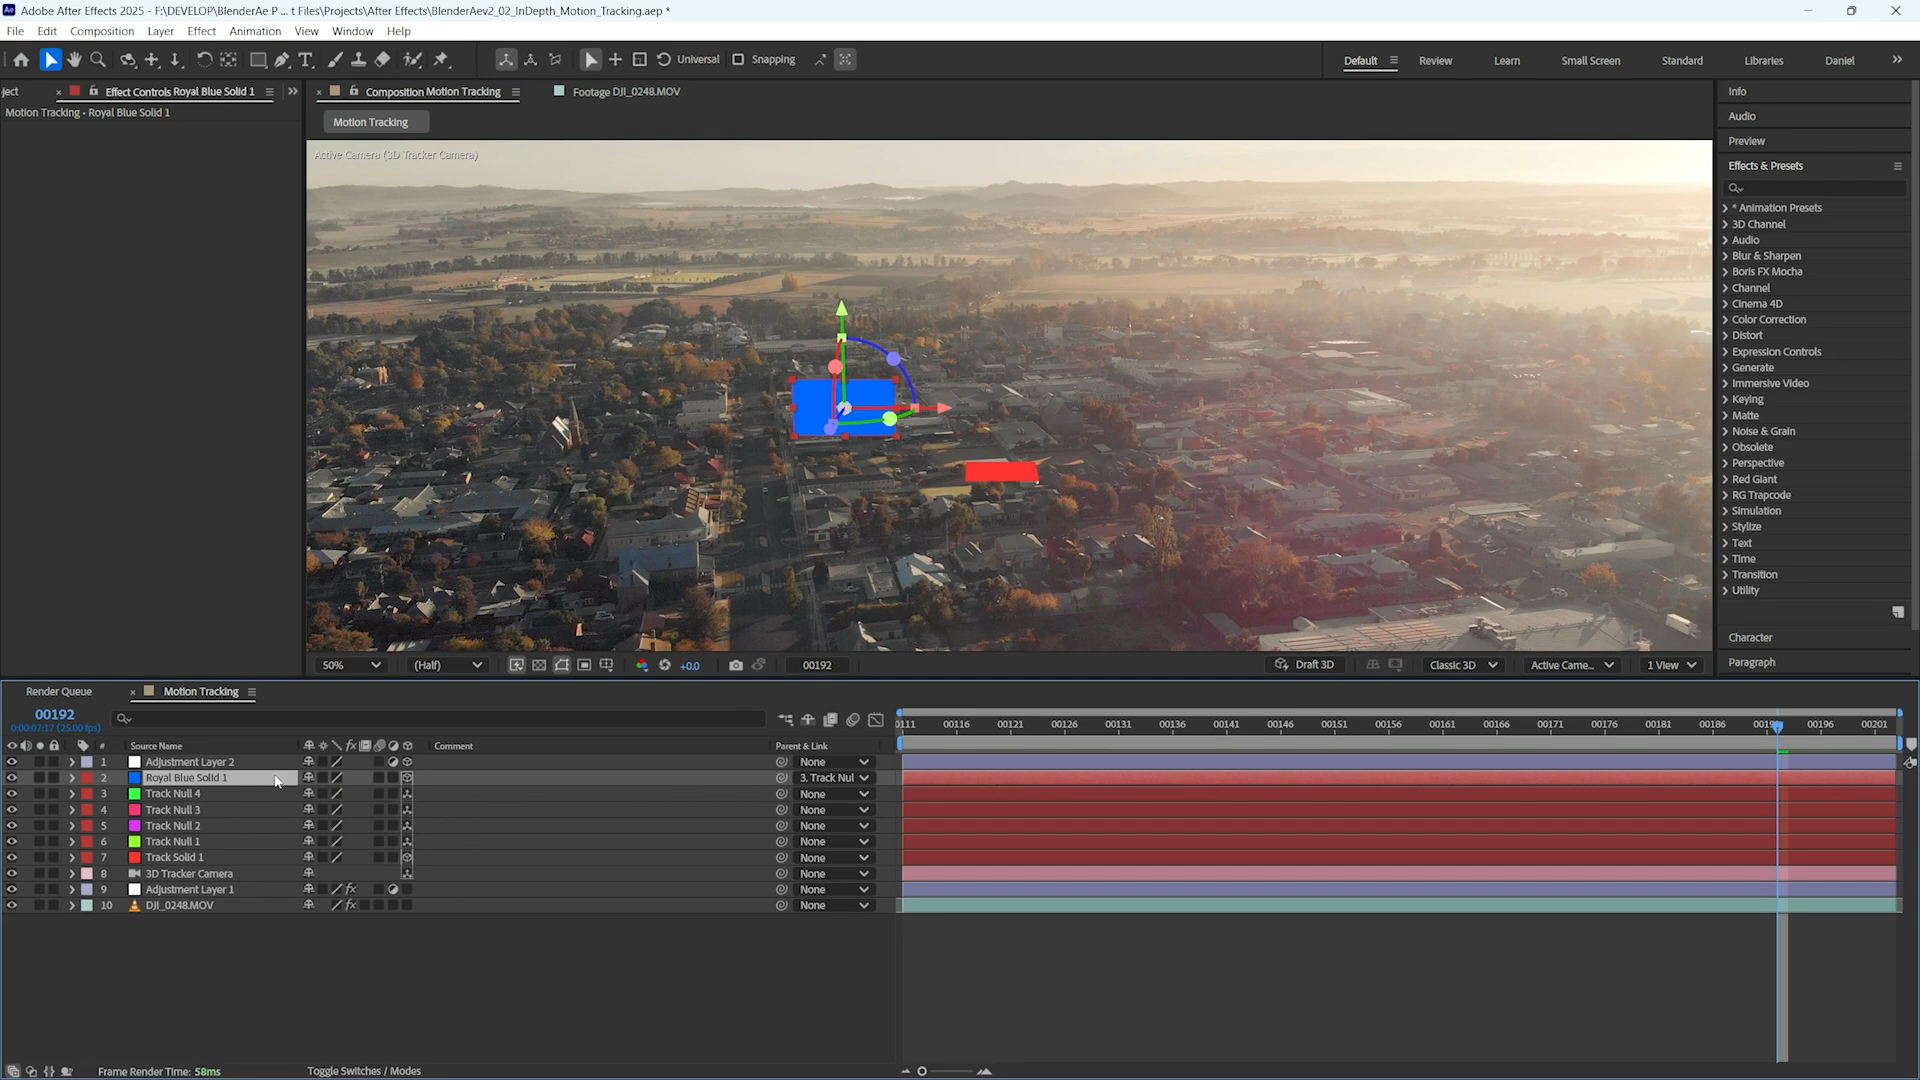 Adobe After Effects 2025 - F:\DEVELOP\BlenderAe P ... t Files\Projects\After Effects\BlenderAev2_02_InDepth_Motion_Tracking.aep *
File Edit Composition Layer Effect Animation View Window Help
Universal Snapping Default Review Learn Small Screen Standard Libraries Daniel
ject Effect Controls Royal Blue Solid 1 Composition Motion Tracking Footage DJI_0248.MOV
Motion Tracking • Royal Blue Solid 1
Motion Tracking
Active Camera (3D Tracker Camera)
Info
Audio
Preview
Effects & Presets
* Animation Presets
3D Channel
Audio
Blur & Sharpen
Boris FX Mocha
Channel
Cinema 4D
Color Correction
Distort
Expression Controls
Generate
Immersive Video
Keying
Matte
Noise & Grain
Obsolete
Perspective
Red Giant
RG Trapcode
Simulation
Stylize
Text
Time
Transition
Utility
Character
Paragraph
50% (Half) +0.0 00192 Draft 3D Classic 3D Active Came... 1 View
Render Queue Motion Tracking
00192
0:00:07:17 (25.00 fps)
0111 00116 00121 00126 00131 00136 00141 00146 00151 00156 00161 00166 00171 00176 00181 00186 00196 00201
# Source Name Comment Parent & Link
1 Adjustment Layer 2 None
2 Royal Blue Solid 1 3. Track Nul
3 Track Null 4 None
4 Track Null 3 None
5 Track Null 2 None
6 Track Null 1 None
7 Track Solid 1 None
8 3D Tracker Camera None
9 Adjustment Layer 1 None
10 DJI_0248.MOV None
Frame Render Time: 58ms Toggle Switches / Modes